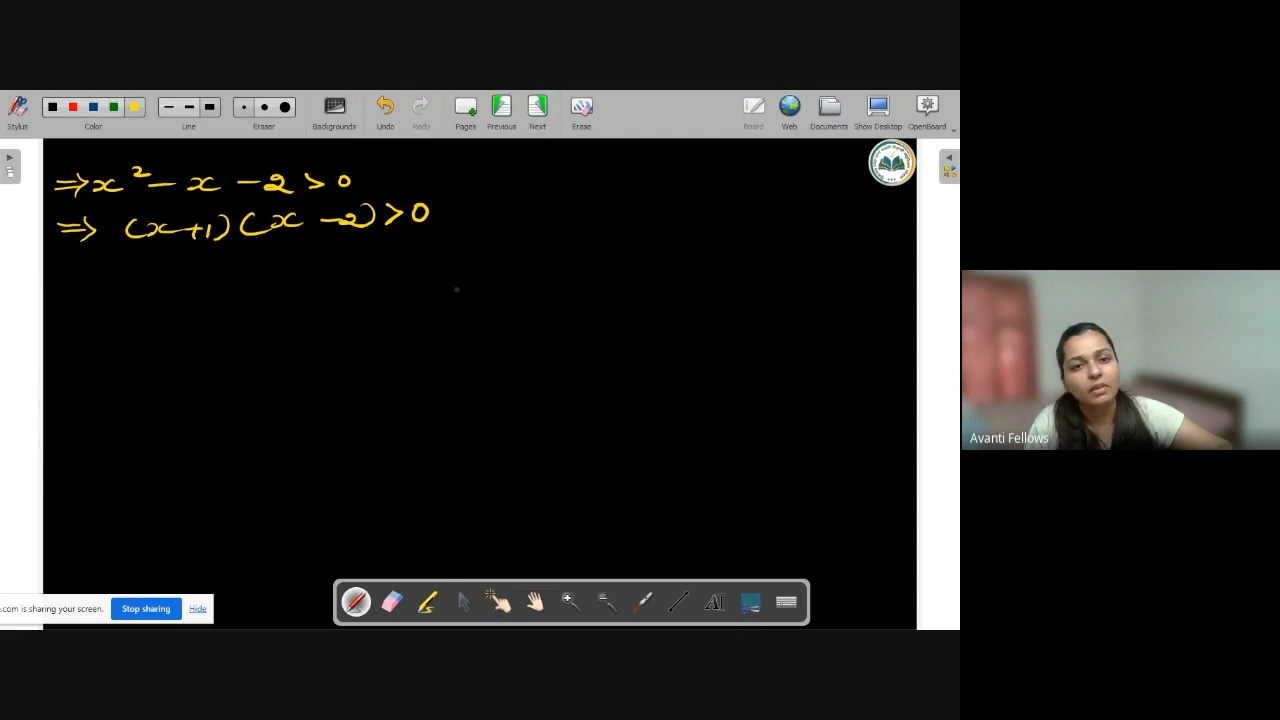 Stylus Color Line Eraser Backgrounds Undo Redo Pages Previous Next Erase Board Web Documents Show Desktop OpenBoard
⇒ x² - x - 2 > 0
⇒ (x+1) (x - 2) > 0
Avanti Fellows
.com is sharing your screen. Stop sharing Hide